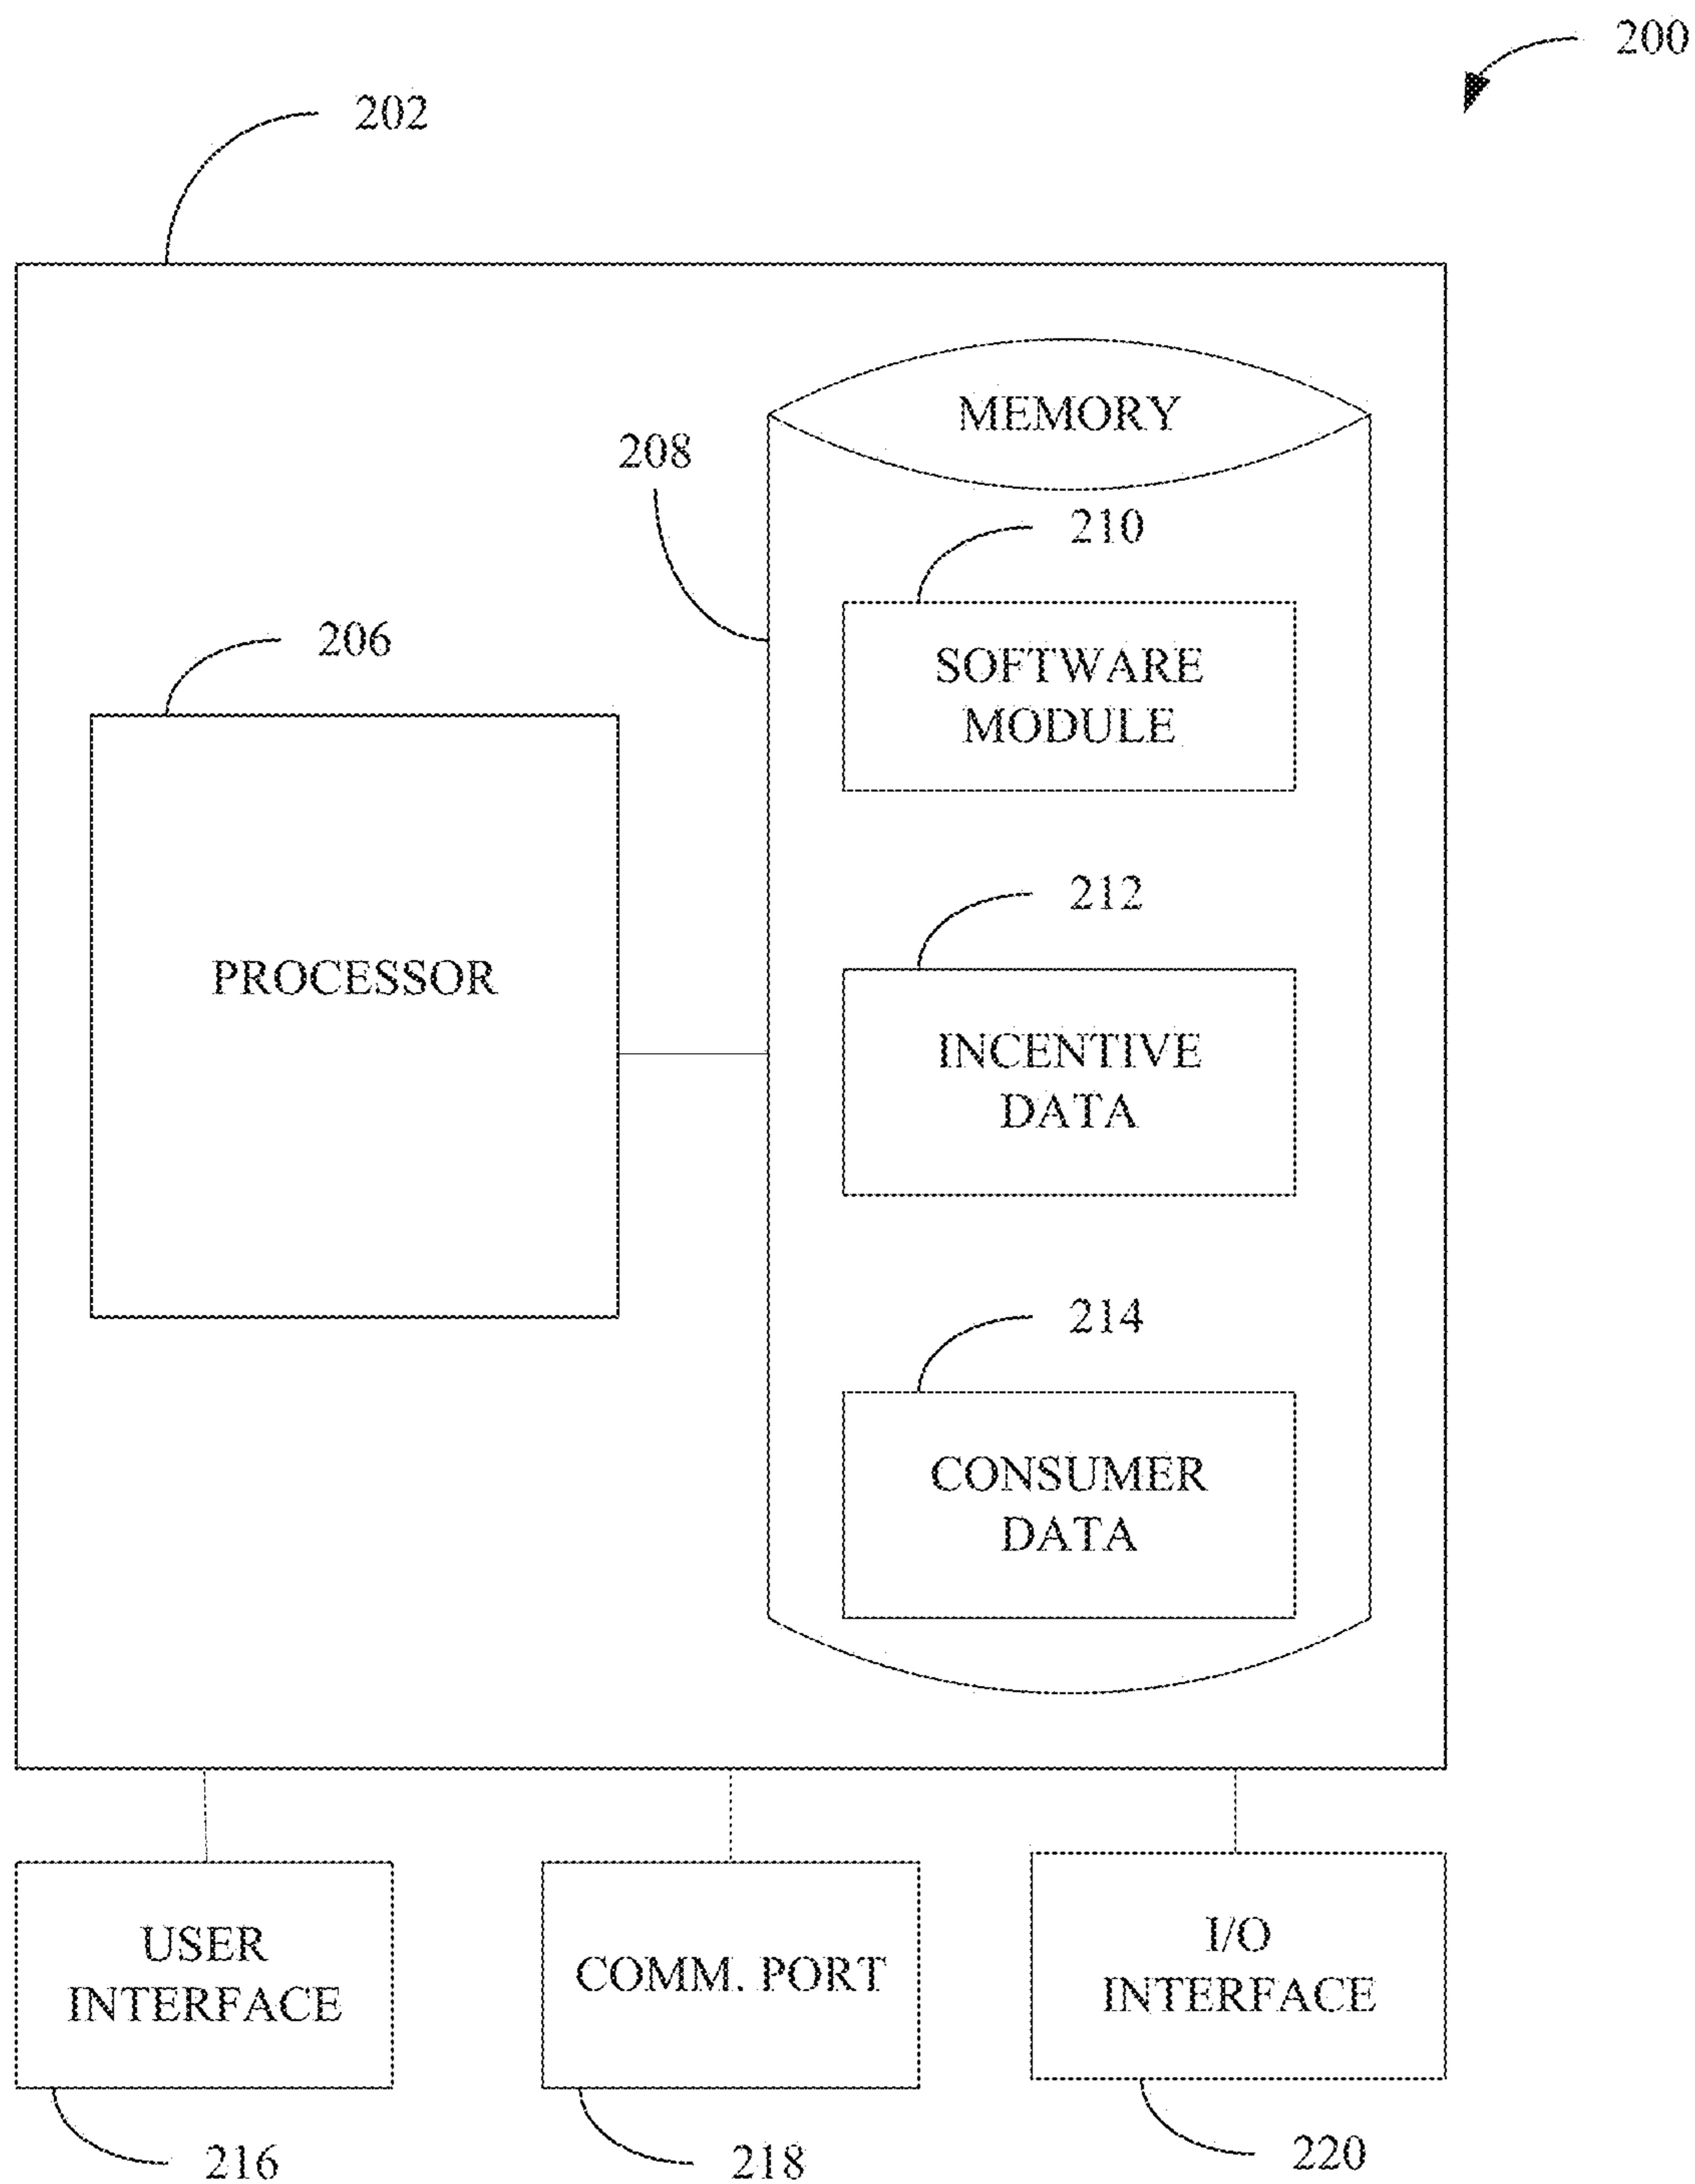 200
202
MEMORY
208
210
SOFTWARE
MODULE
206
PROCESSOR
212
INCENTIVE
DATA
214
CONSUMER
DATA
USER
INTERFACE
216
COMM. PORT
218
I/O
INTERFACE
220